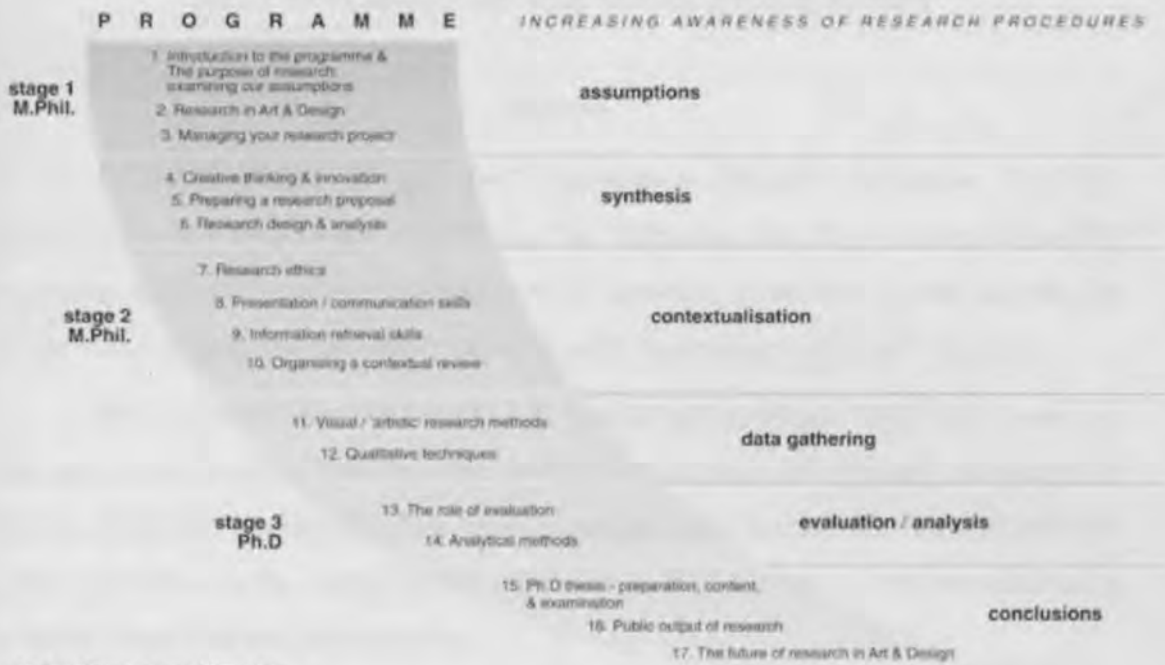 PROGRAMME
INCREASING AWARENESS OF RESEARCH PROCEDURES
stage 1
M.Phil.
1. Introduction to the programme &
The purpose of research:
examining our assumptions
2. Research in Art & Design
3. Managing your research project
assumptions
4. Creative thinking & innovation
5. Preparing a research proposal
6. Research design & analysis
synthesis
stage 2
M.Phil.
7. Research ethics
8. Presentation / communication skills
9. Information retrieval skills
10. Organising a contextual review
contextualisation
11. Visual / 'artistic' research methods
12. Qualitative techniques
data gathering
stage 3
Ph.D
13. The role of evaluation
14. Analytical methods
evaluation / analysis
15. Ph.D thesis - preparation, content,
& examination
16. Public output of research
17. The future of research in Art & Design
conclusions